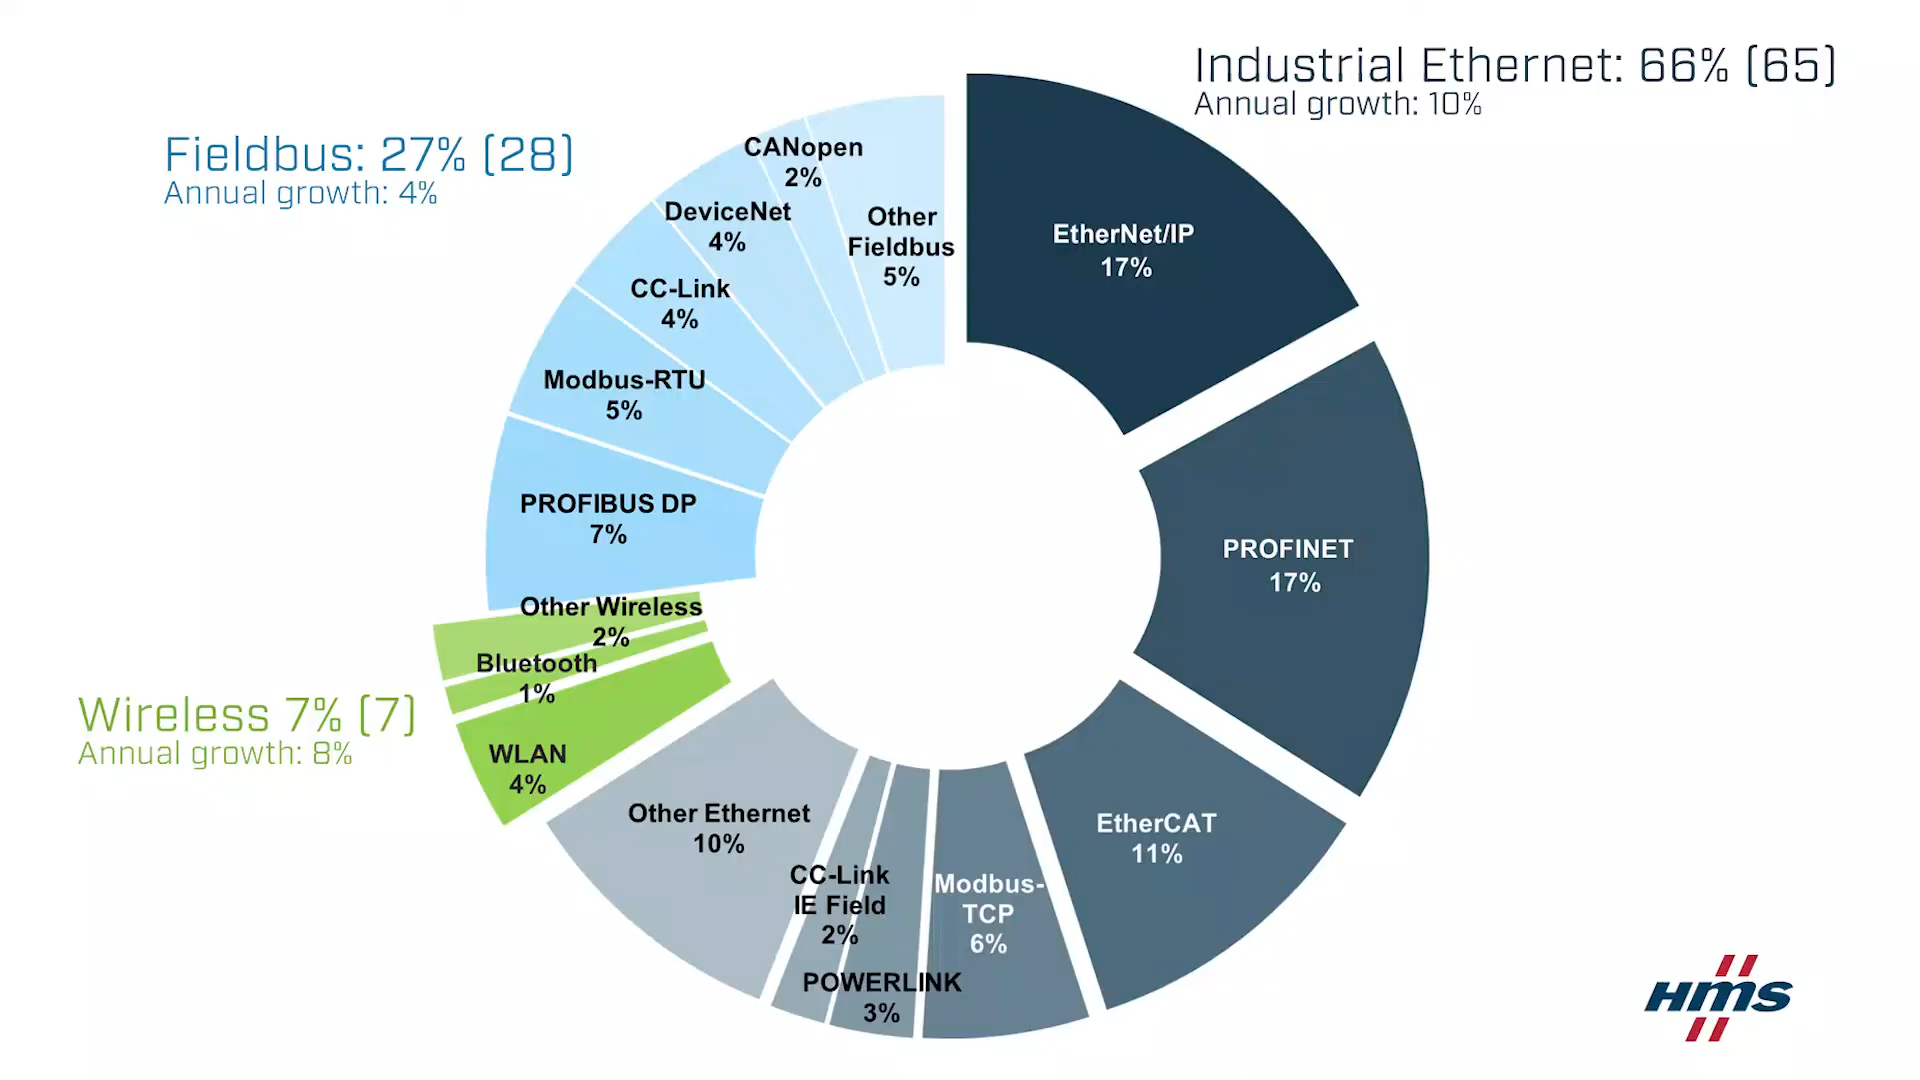 Industrial Ethernet: 66% (65)
Annual growth: 10%
Fieldbus: 27% (28)
Annual growth: 4%
CANopen
2%
DeviceNet
4%
Other
Fieldbus
5%
EtherNet/IP
17%
CC-Link
4%
Modbus-RTU
5%
PROFIBUS DP
7%
PROFINET
17%
Other Wireless
2%
Bluetooth
1%
Wireless 7% (7)
Annual growth: 8%
WLAN
4%
Other Ethernet
10%
CC-Link
IE Field
2%
POWERLINK
3%
Modbus-
TCP
6%
EtherCAT
11%
HMS